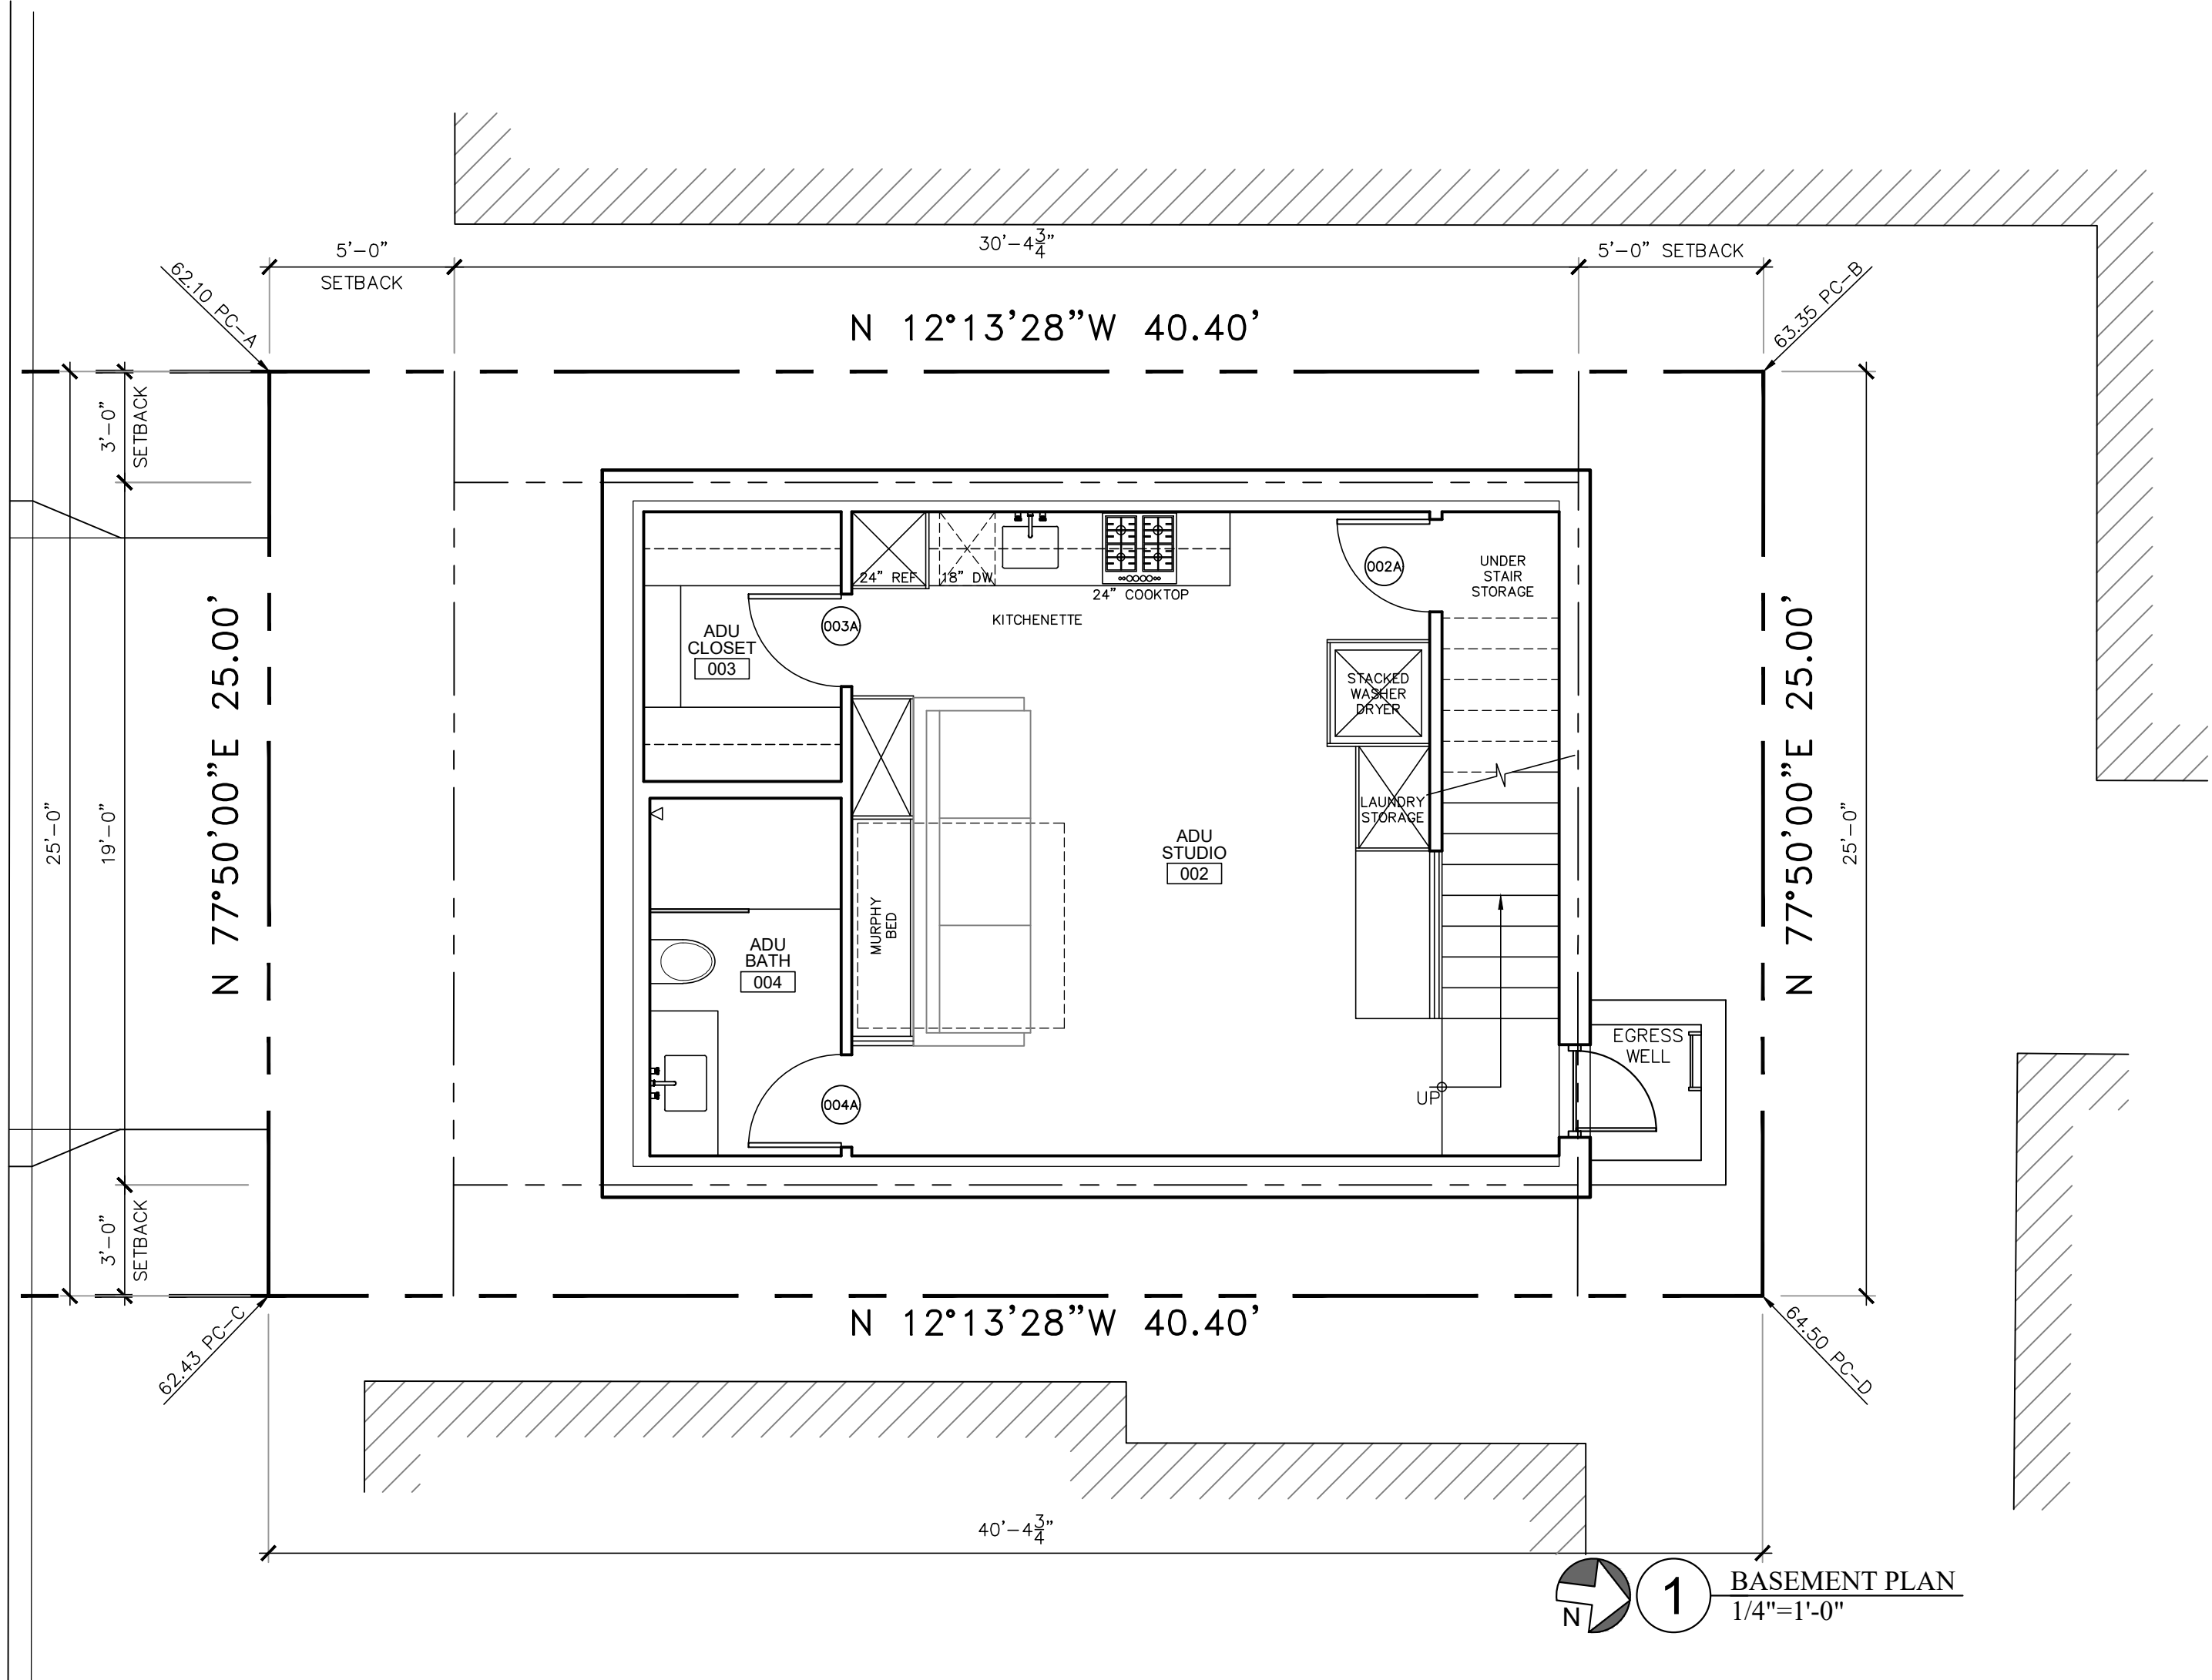 5'-0"
SETBACK
30'-4 3/4"
5'-0" SETBACK
62.10 PC-A
63.35 PC-B
N 12°13'28"W 40.40'
3'-0"
SETBACK
25'-0"
19'-0"
N 77°50'00"E 25.00'
3'-0"
SETBACK
24" REF
18" DW
24" COOKTOP
KITCHENETTE
002A
UNDER
STAIR
STORAGE
003A
ADU
CLOSET
003
STACKED
WASHER
DRYER
LAUNDRY
STORAGE
ADU
STUDIO
002
MURPHY
BED
ADU
BATH
004
004A
UP
EGRESS
WELL
N 77°50'00"E 25.00'
25'-0"
62.43 PC-C
64.50 PC-D
N 12°13'28"W 40.40'
40'-4 3/4"
N
1
BASEMENT PLAN
1/4"=1'-0"